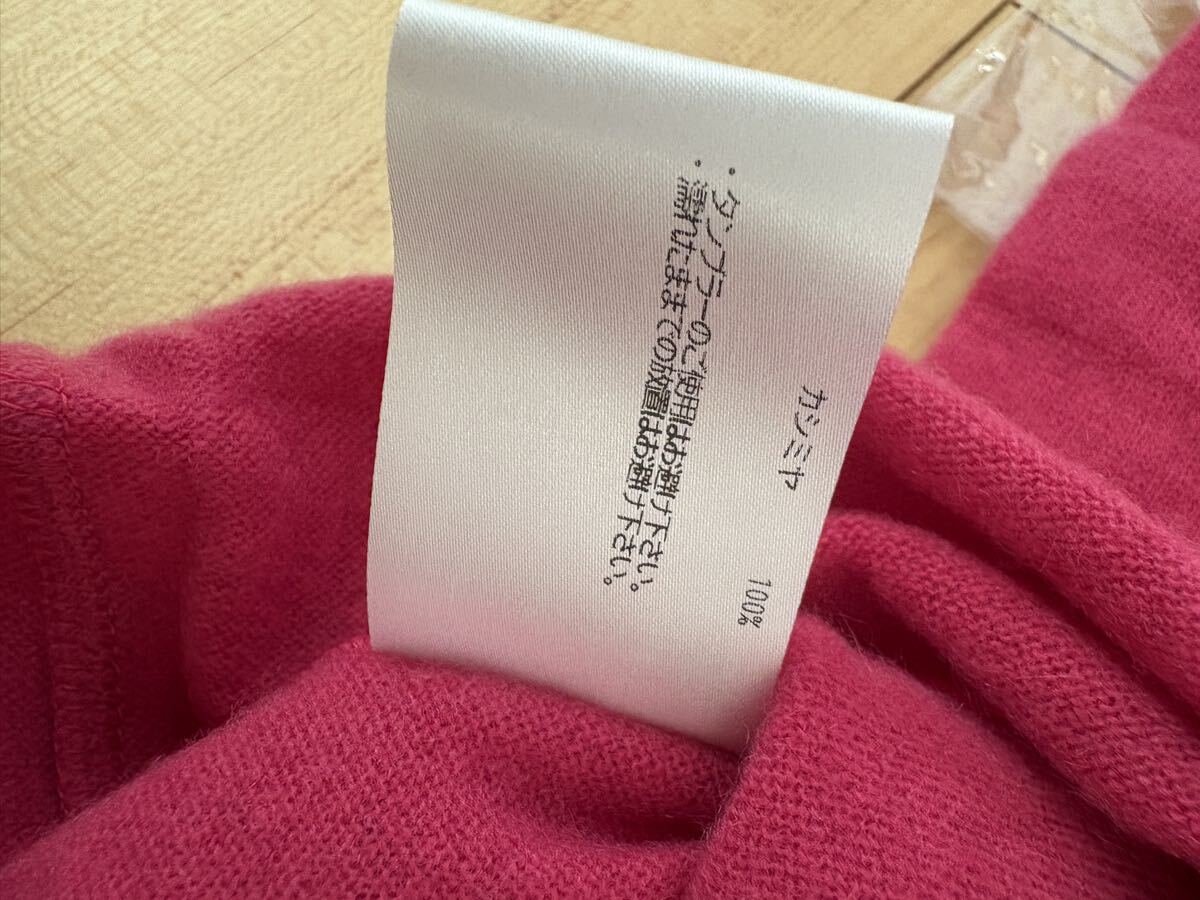 カシミヤ 100%
・タンブラーのご使用はお避け下さい。
・濡れたままでの放置はお避け下さい。